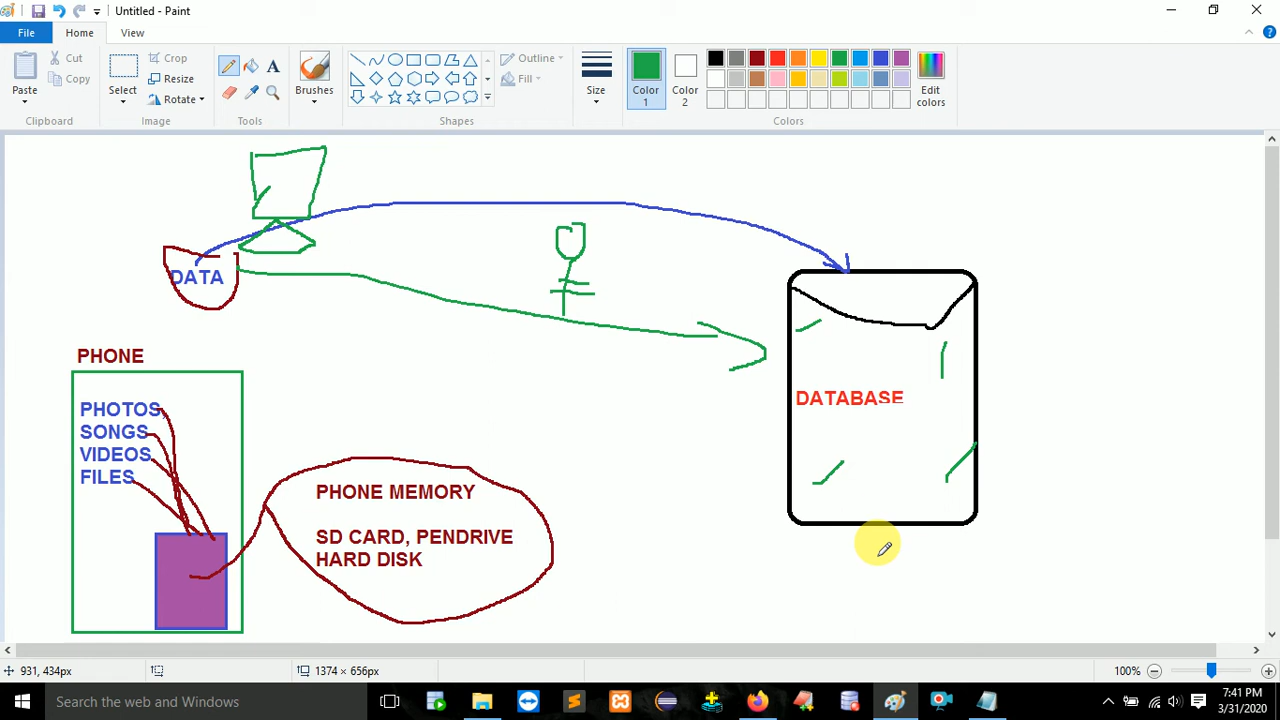 Untitled - Paint
File
Home
View
Paste
Cut
Copy
Clipboard
Select
Crop
Resize
Rotate
Image
Tools
Brushes
Outline
Fill
Shapes
Size
Color
1
Color
2
Edit
colors
Colors
DATA
DATABASE
PHONE
PHOTOS
SONGS
VIDEOS
FILES
PHONE MEMORY
SD CARD, PENDRIVE
HARD DISK
931, 434px
1374 × 656px
100%
Search the web and Windows
7:41 PM
3/31/2020